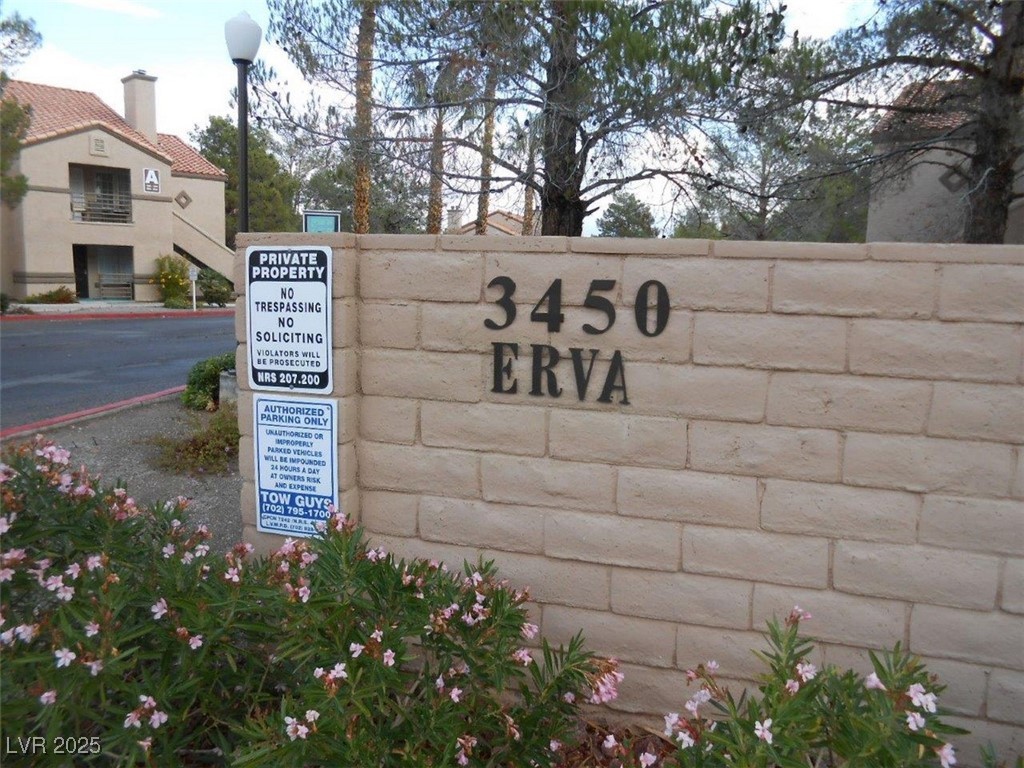 A
PRIVATE
PROPERTY
NO
TRESPASSING
NO
SOLICITING
VIOLATORS WILL
BE PROSECUTED
NRS 207.200
AUTHORIZED
PARKING ONLY
UNAUTHORIZED OR
IMPROPERLY
PARKED VEHICLES
WILL BE IMPOUNDED
24 HOURS A DAY
AT OWNERS RISK
AND EXPENSE
TOW GUYS
(702) 795-1700
3450
ERVA
LVR 2025